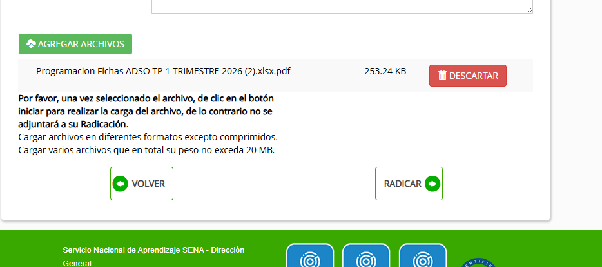 AGREGAR ARCHIVOS
Programacion Fichas ADSO TP 1 TRIMESTRE 2026 (2).xlsx.pdf 253.24 KB DESCARTAR
Por favor, una vez seleccionado el archivo, de clic en el botón
iniciar para realizar la carga del archivo, de lo contrario no se
adjuntará a su Radicación.
Cargar archivos en diferentes formatos excepto comprimidos.
Cargar varios archivos que en total su peso no exceda 20 MB.
VOLVER RADICAR
Servicio Nacional de Aprendizaje SENA - Dirección
General